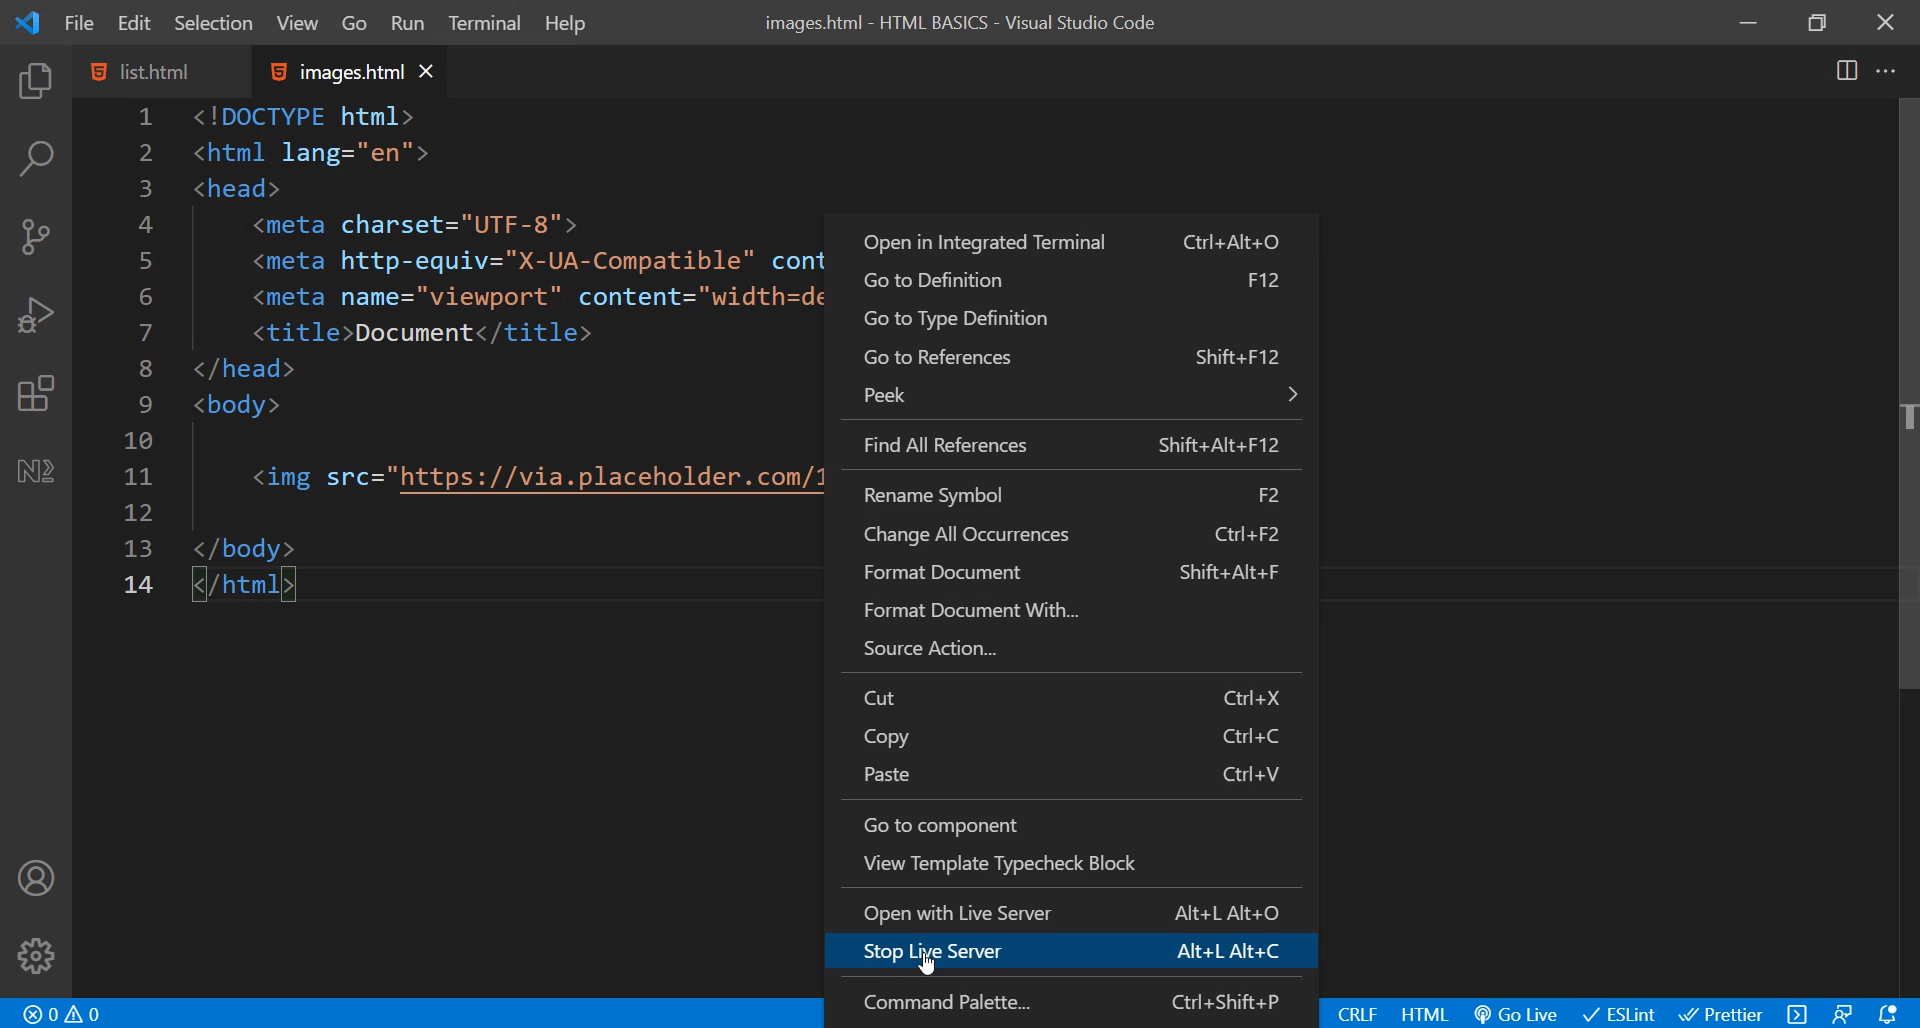 File Edit Selection View Go Run Terminal Help images.html - HTML BASICS - Visual Studio Code
list.html images.html
1 <!DOCTYPE html>
2 <html lang="en">
3 <head>
4 <meta charset="UTF-8">
5 <meta http-equiv="X-UA-Compatible" cont
6 <meta name="viewport" content="width=de
7 <title>Document</title>
8 </head>
9 <body>
10
11 <img src="https://via.placeholder.com/1
12
13 </body>
14 </html>
Open in Integrated Terminal Ctrl+Alt+O
Go to Definition F12
Go to Type Definition
Go to References Shift+F12
Peek
Find All References Shift+Alt+F12
Rename Symbol F2
Change All Occurrences Ctrl+F2
Format Document Shift+Alt+F
Format Document With...
Source Action...
Cut Ctrl+X
Copy Ctrl+C
Paste Ctrl+V
Go to component
View Template Typecheck Block
Open with Live Server Alt+L Alt+O
Stop Live Server Alt+L Alt+C
Command Palette... Ctrl+Shift+P
0 0 CRLF HTML Go Live ESLint Prettier